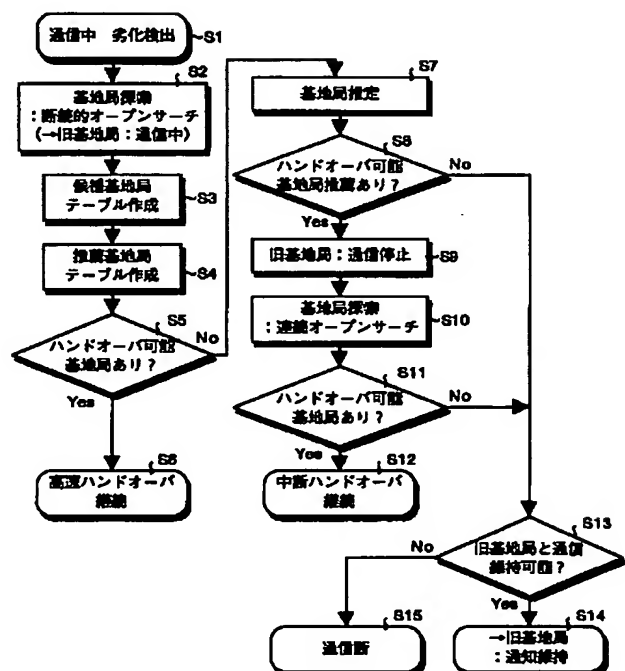 通信中 劣化検出
S1
S2
基地局探索
：断続的オープンサーチ
（→旧基地局：通信中）
候補基地局
テーブル作成
S3
推薦基地局
テーブル作成
S4
S5
ハンドオーバ可能
基地局あり？
No
Yes
S6
高速ハンドオーバ
継続
S7
基地局推定
S8
ハンドオーバ可能
基地局推薦あり？
No
Yes
旧基地局：通信停止
S9
基地局探索
：連続オープンサーチ
S10
S11
ハンドオーバ可能
基地局あり？
No
Yes
S12
中断ハンドオーバ
継続
S13
旧基地局と通信
維持可能？
No
Yes
S15
通信断
S14
→旧基地局
：通知維持